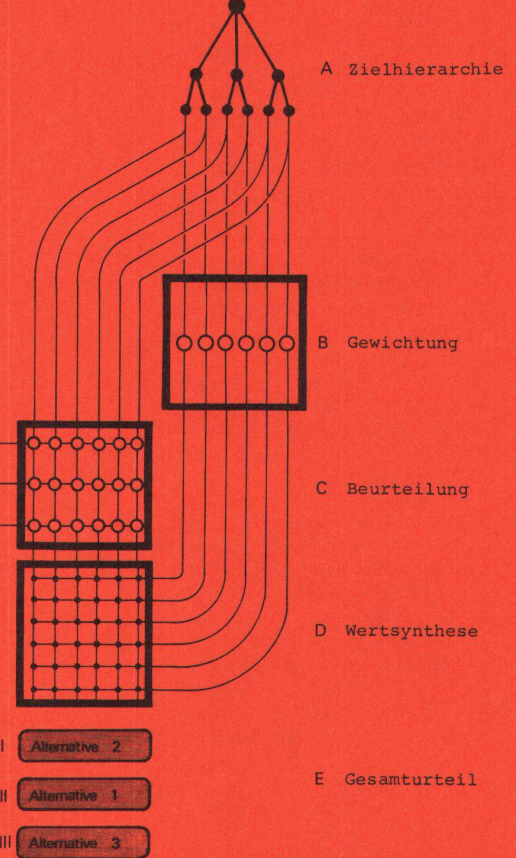 A Zielhierarchie
B Gewichtung
C Beurteilung
D Wertsynthese
I Alternative 2
E Gesamturteil
II Alternative 1
III Alternative 3